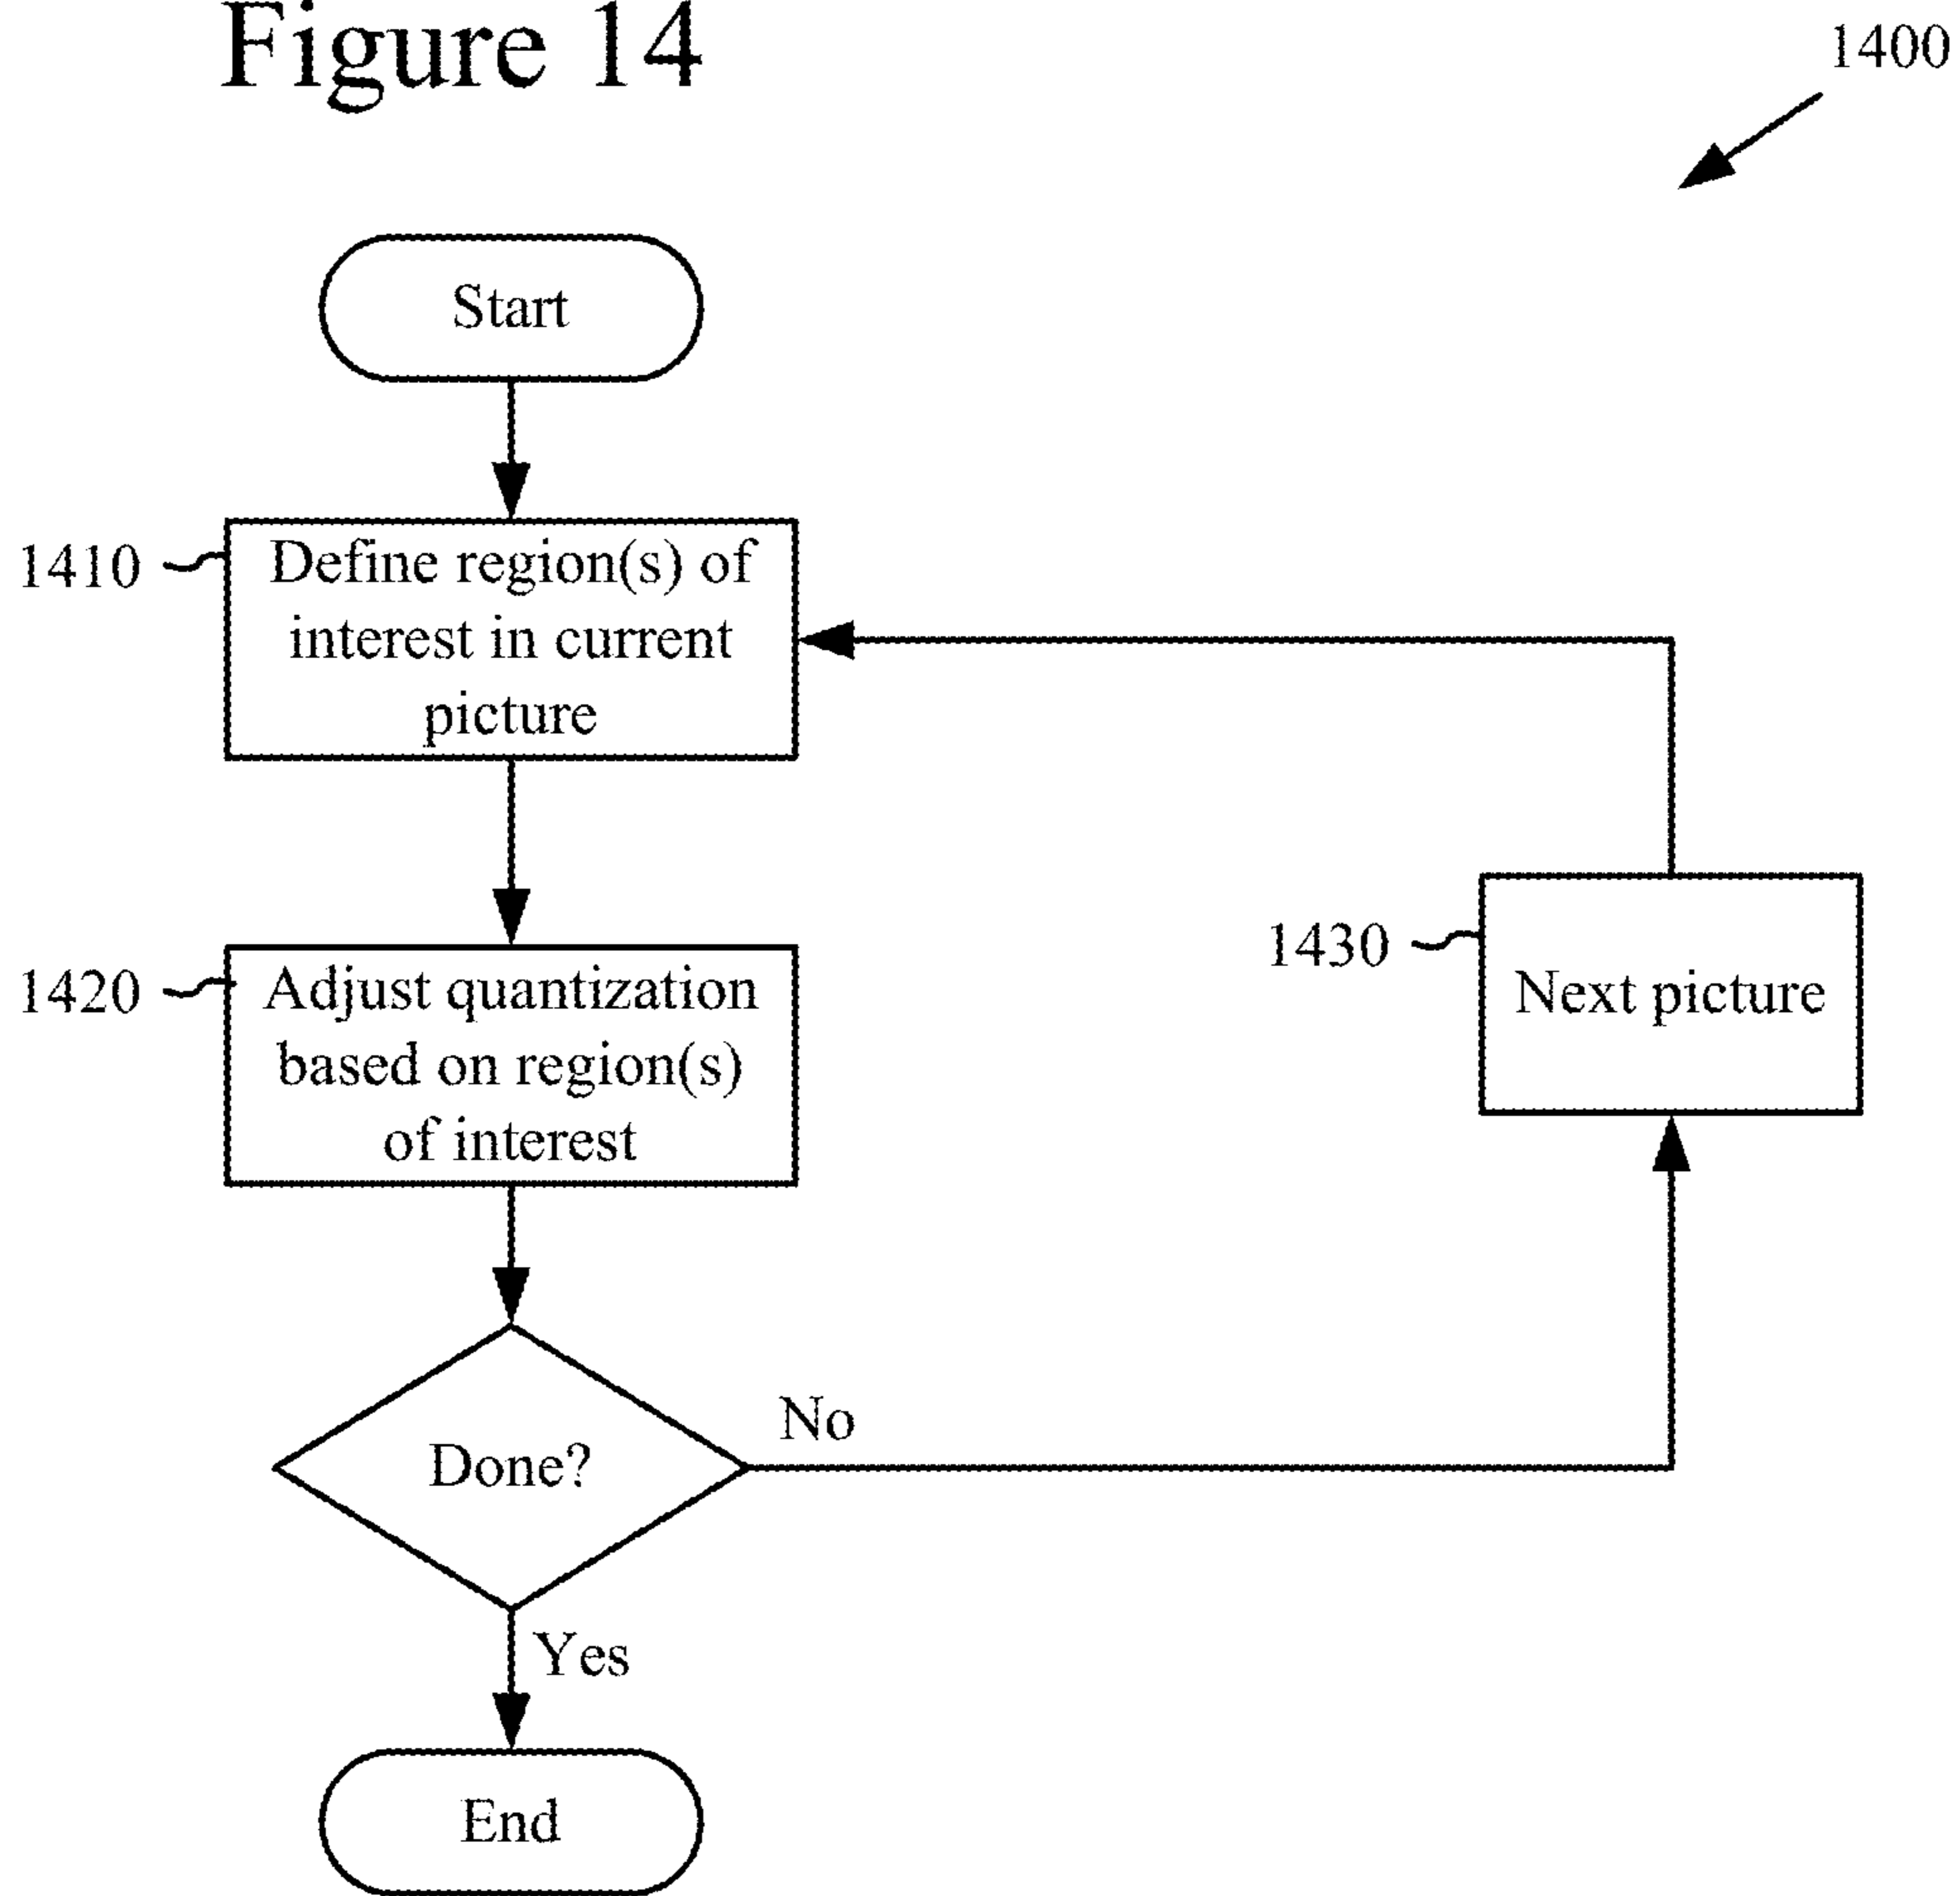 Figure 14
1400
Start
1410
Define region(s) of
interest in current
picture
1420
Adjust quantization
based on region(s)
of interest
1430
Next picture
Done?
No
Yes
End